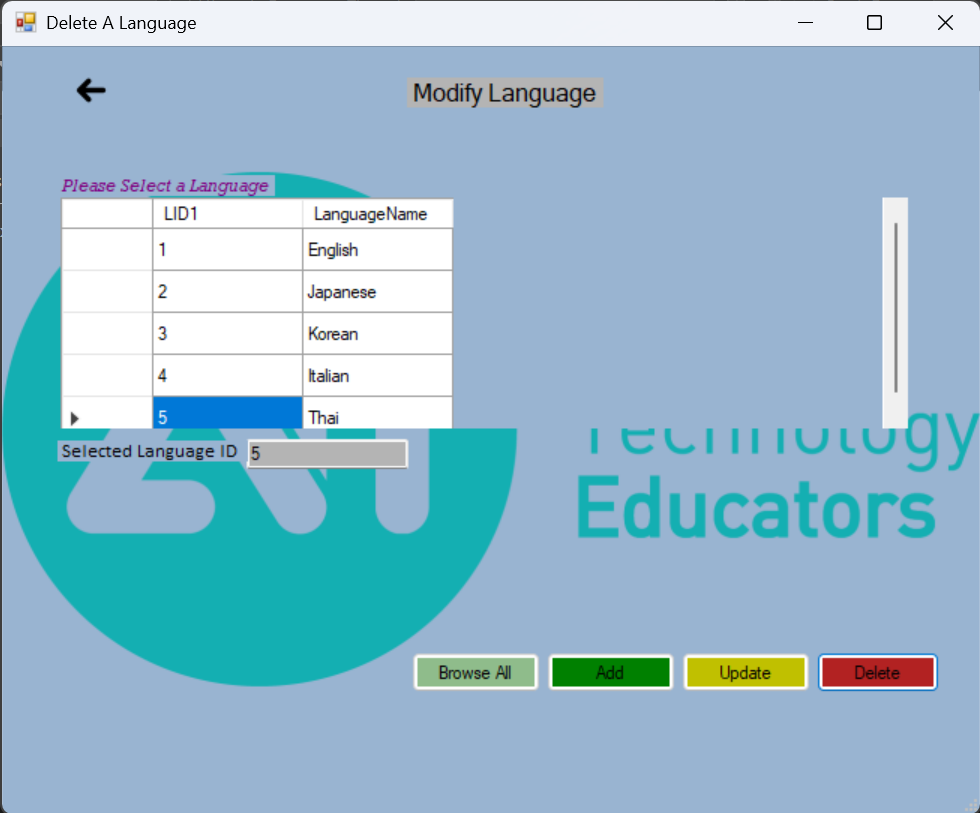 Delete A Language
Modify Language
Please Select a Language
LID1 LanguageName
1 English
2 Japanese
3 Korean
4 Italian
5 Thai
Selected Language ID 5
Technology
Educators
Browse All Add Update Delete